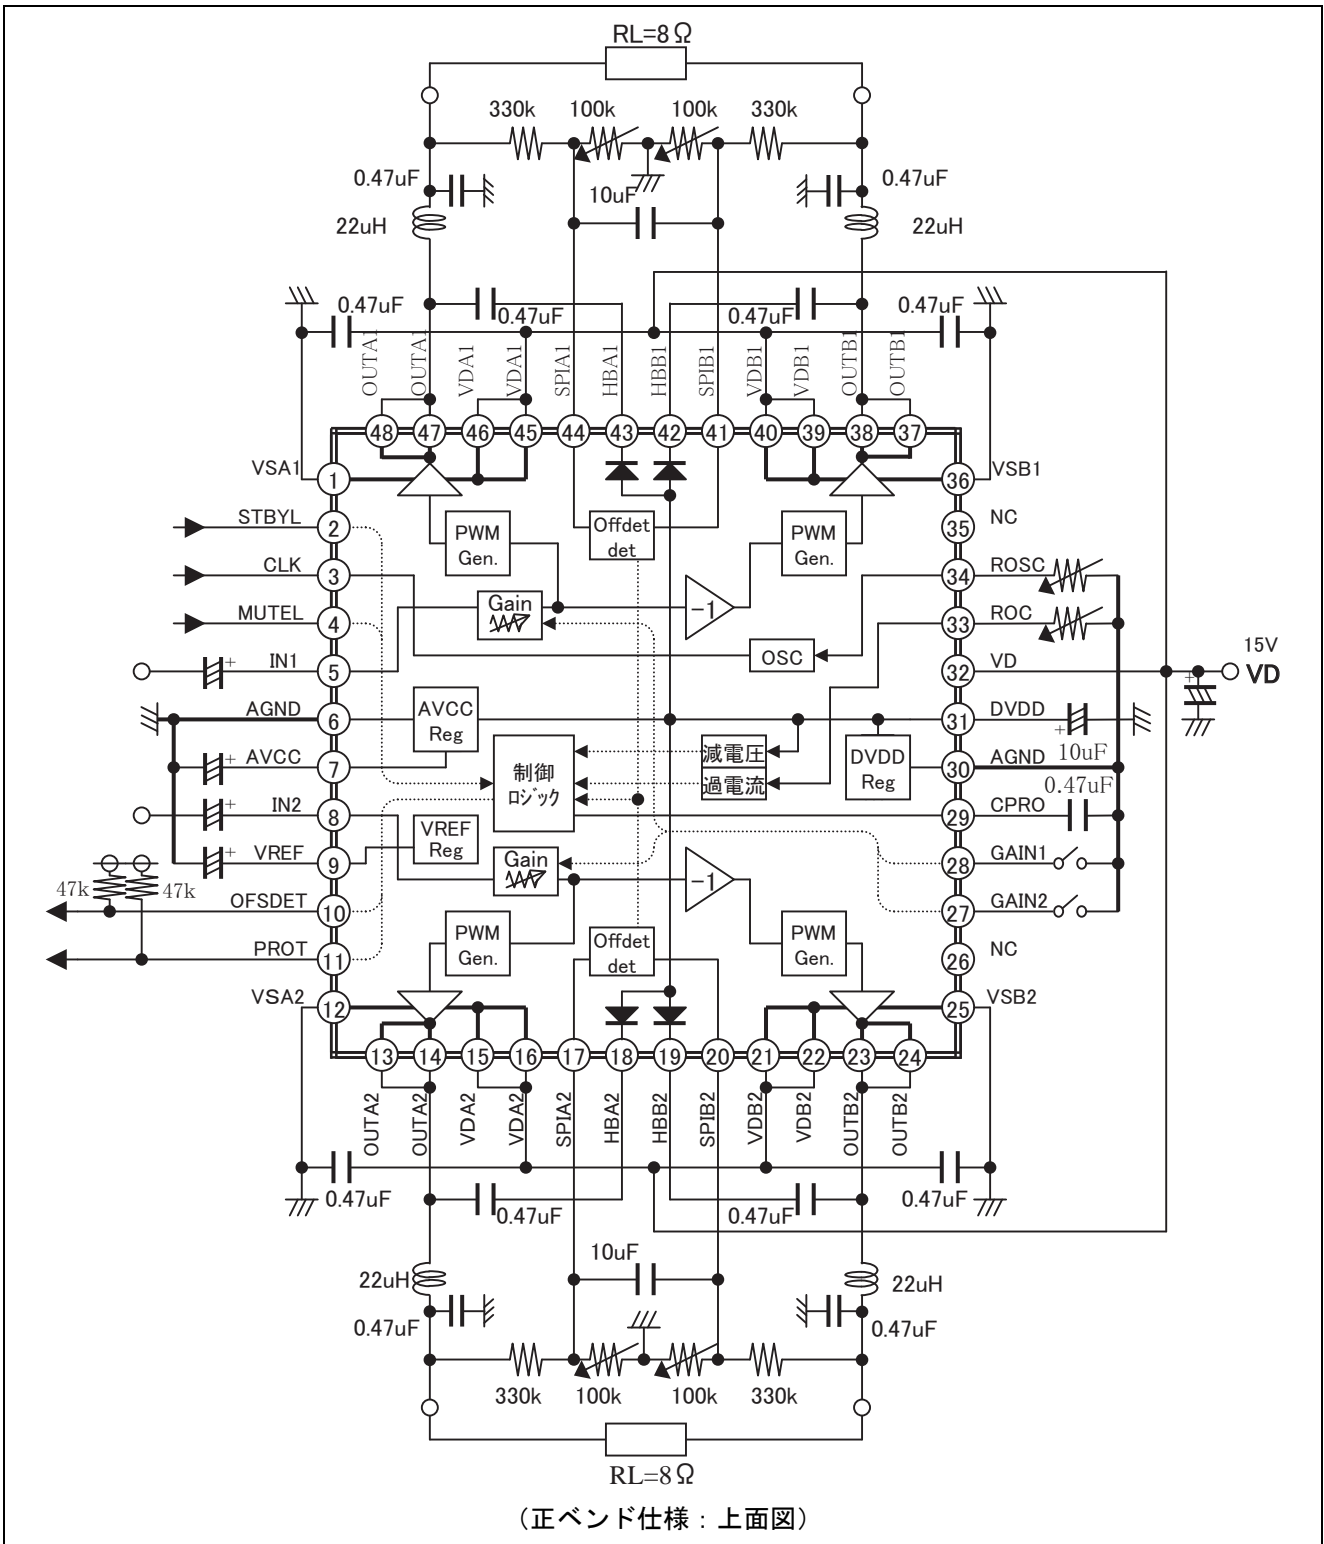 RL=8Ω
330k 100k 100k 330k
0.47uF 10uF 0.47uF
22uH 22uH
0.47uF 0.47uF 0.47uF 0.47uF
OUTA1 OUTA1 VDA1 VDA1 SPIA1 HBA1 HBB1 SPIB1 VDB1 VDB1 OUTB1 OUTB1
48 47 46 45 44 43 42 41 40 39 38 37
VSA1 1 36 VSB1
STBYL 2 PWM Gen. Offdet det PWM Gen. 35 NC
CLK 3 34 ROSC
MUTEL 4 Gain -1 33 ROC
IN1 + 5 OSC 32 VD 15V VD +
AGND 6 AVCC Reg 31 DVDD + 10uF
AVCC + 7 制御ロジック 減電圧 過電流 DVDD Reg 30 AGND
IN2 + 8 29 CPRO 0.47uF
VREF + 9 VREF Reg 28 GAIN1
47k 47k OFSDET 10 Gain -1 27 GAIN2
PROT 11 PWM Gen. Offdet det PWM Gen. 26 NC
VSA2 12 25 VSB2
13 14 15 16 17 18 19 20 21 22 23 24
OUTA2 OUTA2 VDA2 VDA2 SPIA2 HBA2 HBB2 SPIB2 VDB2 VDB2 OUTB2 OUTB2
0.47uF 0.47uF 0.47uF 0.47uF
22uH 10uF 22uH
0.47uF 0.47uF
330k 100k 100k 330k
RL=8Ω
（正ベンド仕様：上面図）